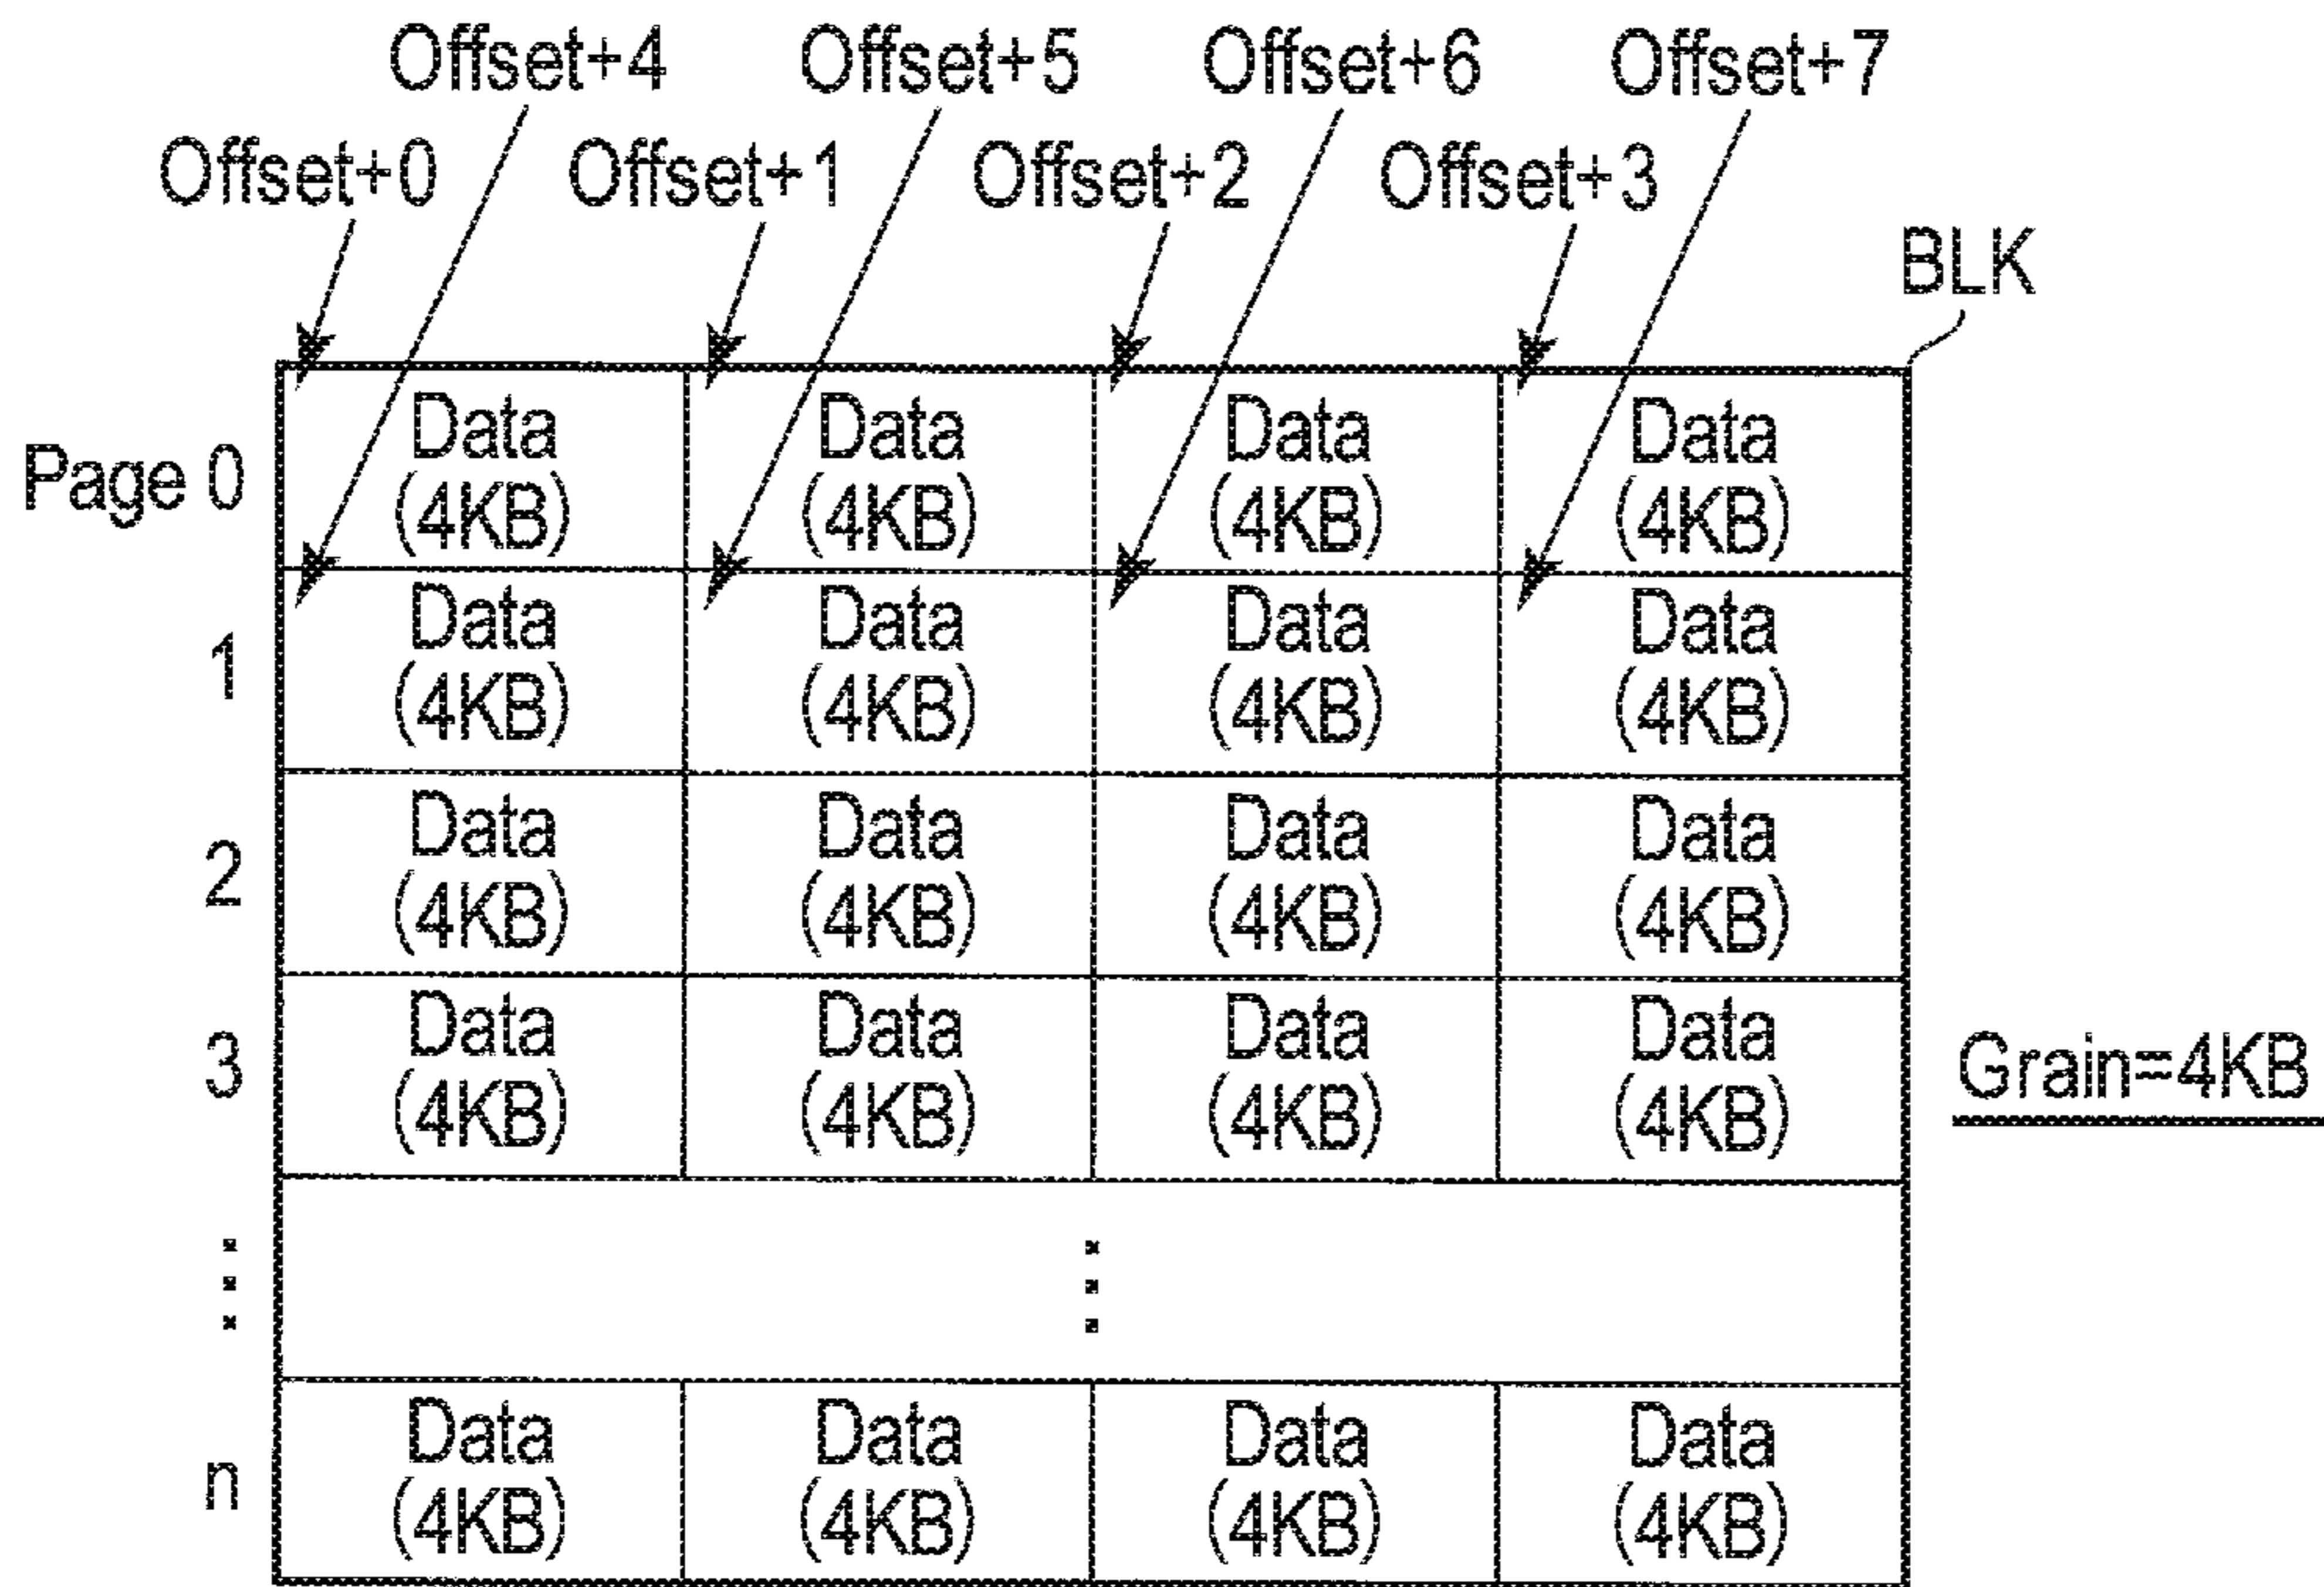 Offset+4 Offset+5 Offset+6 Offset+7
Offset+0 Offset+1 Offset+2 Offset+3
BLK
Page 0 Data Data Data Data
(4KB) (4KB) (4KB) (4KB)
1 Data Data Data Data
(4KB) (4KB) (4KB) (4KB)
2 Data Data Data Data
(4KB) (4KB) (4KB) (4KB)
3 Data Data Data Data
(4KB) (4KB) (4KB) (4KB)
Grain=4KB
n Data Data Data Data
(4KB) (4KB) (4KB) (4KB)